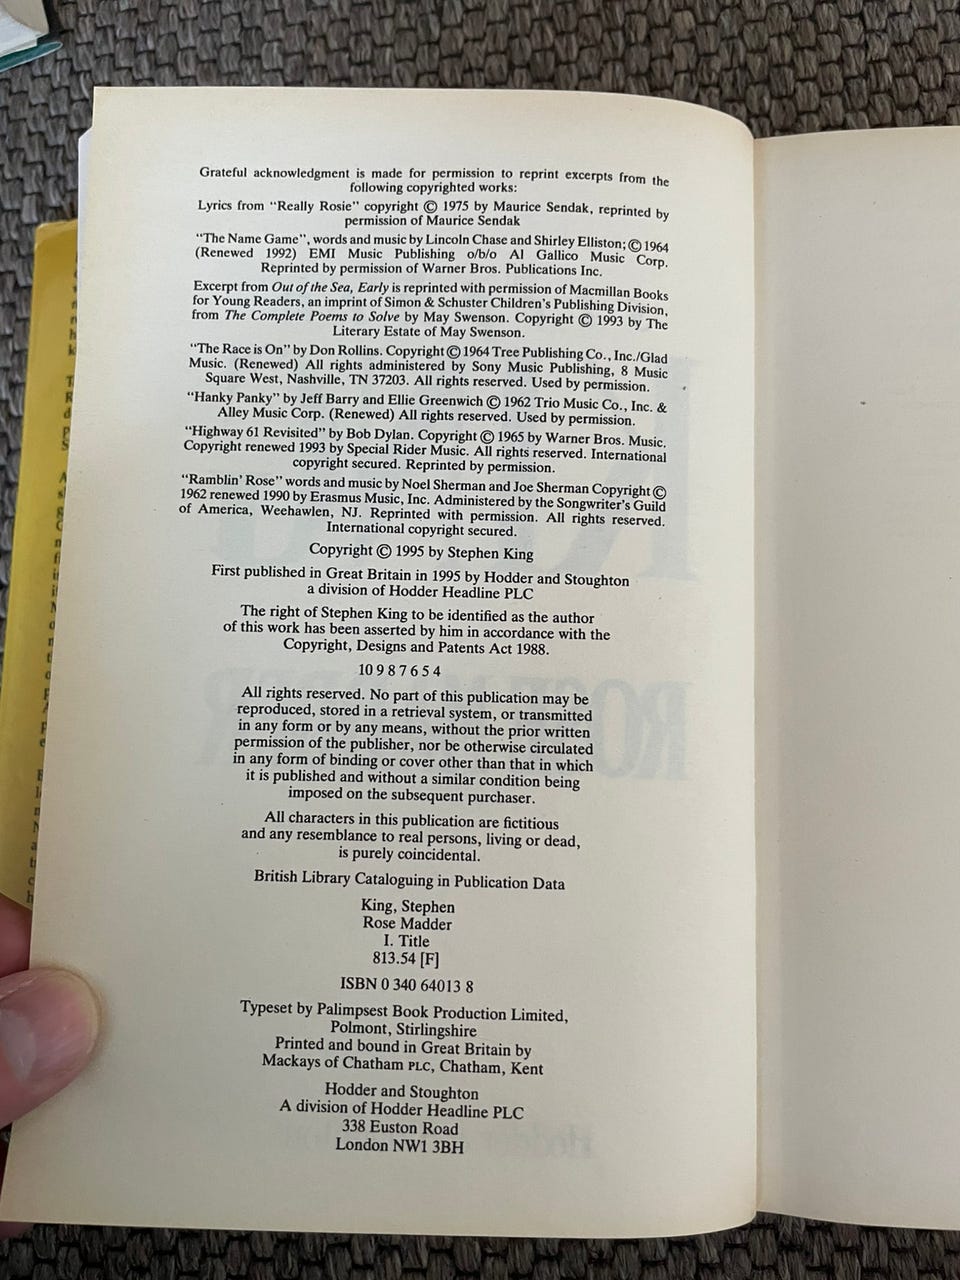 Grateful acknowledgment is made for permission to reprint excerpts from the
following copyrighted works:
Lyrics from "Really Rosie" copyright © 1975 by Maurice Sendak, reprinted by
permission of Maurice Sendak
"The Name Game", words and music by Lincoln Chase and Shirley Elliston; © 1964
(Renewed 1992) EMI Music Publishing o/b/o Al Gallico Music Corp.
Reprinted by permission of Warner Bros. Publications Inc.
Excerpt from Out of the Sea, Early is reprinted with permission of Macmillan Books
for Young Readers, an imprint of Simon & Schuster Children's Publishing Division,
from The Complete Poems to Solve by May Swenson. Copyright © 1993 by The
Literary Estate of May Swenson.
"The Race is On" by Don Rollins. Copyright © 1964 Tree Publishing Co., Inc./Glad
Music. (Renewed) All rights administered by Sony Music Publishing, 8 Music
Square West, Nashville, TN 37203. All rights reserved. Used by permission.
"Hanky Panky" by Jeff Barry and Ellie Greenwich © 1962 Trio Music Co., Inc. &
Alley Music Corp. (Renewed) All rights reserved. Used by permission.
"Highway 61 Revisited" by Bob Dylan. Copyright © 1965 by Warner Bros. Music.
Copyright renewed 1993 by Special Rider Music. All rights reserved. International
copyright secured. Reprinted by permission.
"Ramblin' Rose" words and music by Noel Sherman and Joe Sherman Copyright ©
1962 renewed 1990 by Erasmus Music, Inc. Administered by the Songwriter's Guild
of America, Weehawlen, NJ. Reprinted with permission. All rights reserved.
International copyright secured.
Copyright © 1995 by Stephen King
First published in Great Britain in 1995 by Hodder and Stoughton
a division of Hodder Headline PLC
The right of Stephen King to be identified as the author
of this work has been asserted by him in accordance with the
Copyright, Designs and Patents Act 1988.
10 9 8 7 6 5 4
All rights reserved. No part of this publication may be
reproduced, stored in a retrieval system, or transmitted
in any form or by any means, without the prior written
permission of the publisher, nor be otherwise circulated
in any form of binding or cover other than that in which
it is published and without a similar condition being
imposed on the subsequent purchaser.
All characters in this publication are fictitious
and any resemblance to real persons, living or dead,
is purely coincidental.
British Library Cataloguing in Publication Data
King, Stephen
Rose Madder
I. Title
813.54 [F]
ISBN 0 340 64013 8
Typeset by Palimpsest Book Production Limited,
Polmont, Stirlingshire
Printed and bound in Great Britain by
Mackays of Chatham PLC, Chatham, Kent
Hodder and Stoughton
A division of Hodder Headline PLC
338 Euston Road
London NW1 3BH